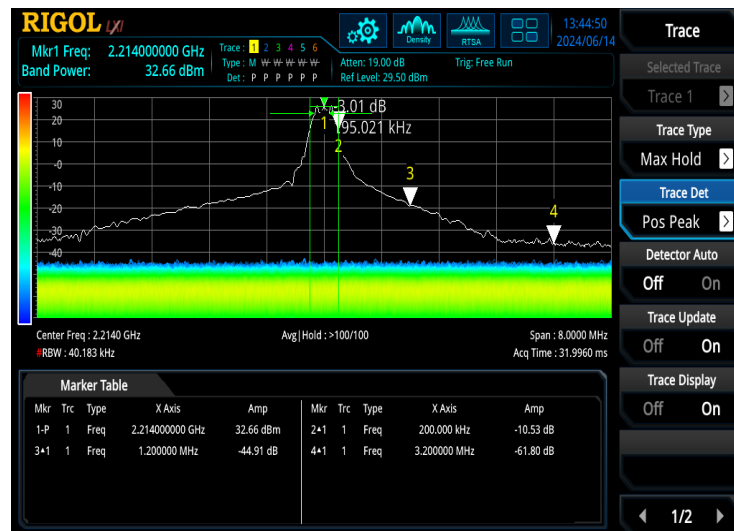 RIGOL LXI
Density
RTSA
13:44:50
2024/06/14
Mkr1 Freq: 2.214000000 GHz
Band Power: 32.66 dBm
Trace: 1 2 3 4 5 6
Type: M W W W W W
Det: P P P P P P
Atten: 19.00 dB
Ref Level: 29.50 dBm
Trig: Free Run
30
20
10
-0
-10
-20
-30
-40
-3.01 dB
795.021 kHz
1
2
3
4
Center Freq : 2.2140 GHz
Avg|Hold : >100/100
Span : 8.0000 MHz
#RBW : 40.183 kHz
Acq Time : 31.9960 ms
Marker Table
Mkr Trc Type X Axis Amp Mkr Trc Type X Axis Amp
1-P 1 Freq 2.214000000 GHz 32.66 dBm 2▲1 1 Freq 200.000 kHz -10.53 dB
3▲1 1 Freq 1.200000 MHz -44.91 dB 4▲1 1 Freq 3.200000 MHz -61.80 dB
Trace
Selected Trace
Trace 1
Trace Type
Max Hold
Trace Det
Pos Peak
Detector Auto
Off On
Trace Update
Off On
Trace Display
Off On
1/2